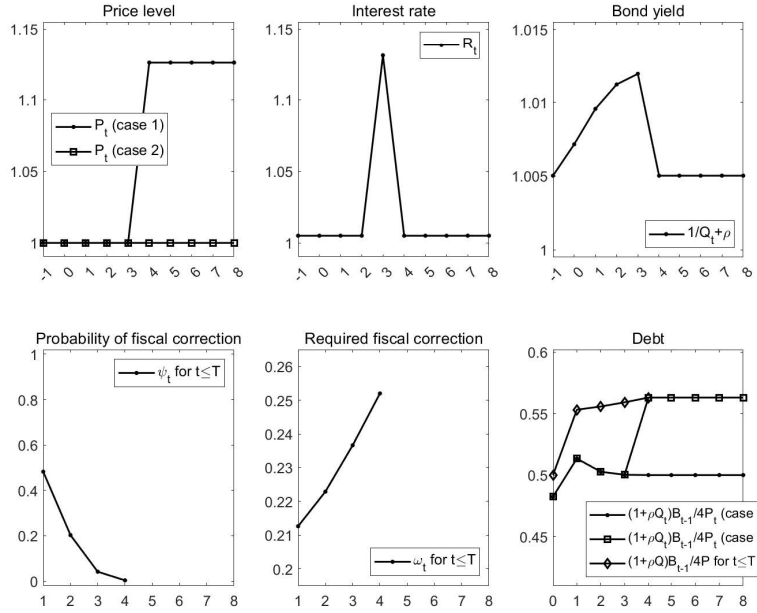 Price level
1.15
1.1
1.05
1
P_t (case 1)
P_t (case 2)
-1 0 1 2 3 4 5 6 7 8
Interest rate
1.15
1.1
1.05
1
R_t
-1 0 1 2 3 4 5 6 7 8
Bond yield
1.015
1.01
1.005
1
1/Q_t+ρ
-1 0 1 2 3 4 5 6 7 8
Probability of fiscal correction
1
0.8
0.6
0.4
0.2
0
ψ_t for t≤T
1 2 3 4 5 6 7 8
Required fiscal correction
0.26
0.25
0.24
0.23
0.22
0.21
0.2
ω_t for t≤T
1 2 3 4 5 6 7 8
Debt
0.6
0.55
0.5
0.45
(1+ρQ_t)B_{t-1}/4P_t (case
(1+ρQ_t)B_{t-1}/4P_t (case
(1+ρQ)B_{t-1}/4P for t≤T
0 1 2 3 4 5 6 7 8